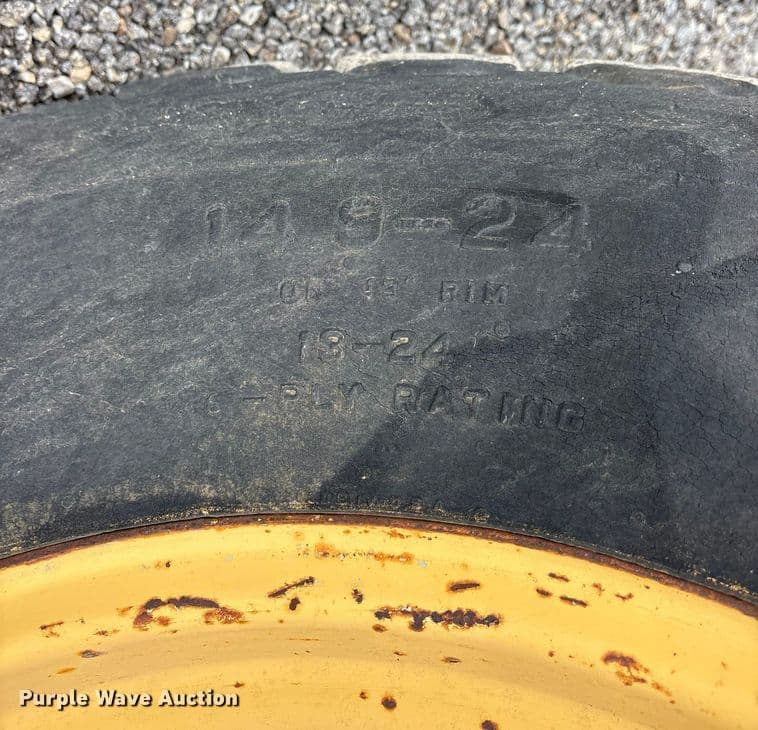 14 9-24
RIM
13-24
-PLY RATING
Purple Wave Auction